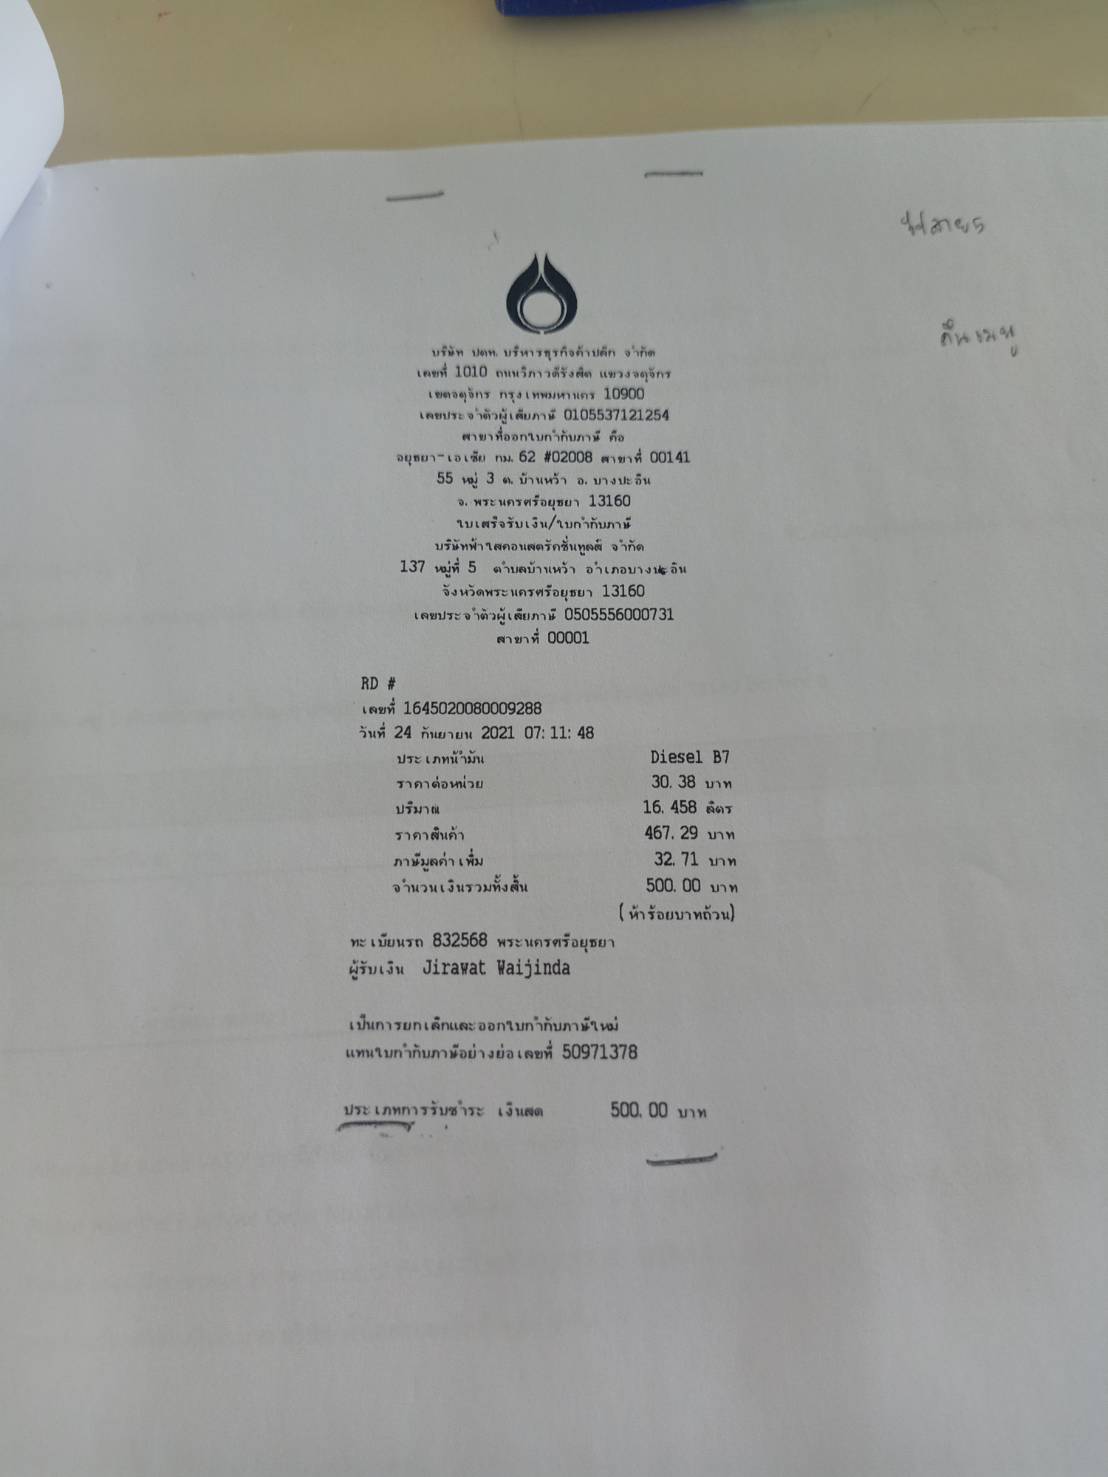 บริษัท ปตท. บริหารธุรกิจค้าปลีก จำกัด
เลขที่ 1010 ถนนวิภาวดีรังสิต แขวงจตุจักร
เขตจตุจักร กรุงเทพมหานคร 10900
เลขประจำตัวผู้เสียภาษี 0105537121254
สาขาที่ออกใบกำกับภาษี คือ
อยุธยา-เอเซีย กม. 62 #02008 สาขาที่ 00141
55 หมู่ 3 ต. บ้านหว้า อ. บางปะอิน
จ. พระนครศรีอยุธยา 13160
ใบเสร็จรับเงิน/ใบกำกับภาษี
บริษัทฟ้าใสคอนสตรัคชั่นทูลส์ จำกัด
137 หมู่ที่ 5 ตำบลบ้านหว้า อำเภอบางปะอิน
จังหวัดพระนครศรีอยุธยา 13160
เลขประจำตัวผู้เสียภาษี 0505556000731
สาขาที่ 00001
RD #
เลขที่ 1645020080009288
วันที่ 24 กันยายน 2021 07:11:48
ประเภทน้ำมัน Diesel B7
ราคาต่อหน่วย 30.38 บาท
ปริมาณ 16.458 ลิตร
ราคาสินค้า 467.29 บาท
ภาษีมูลค่าเพิ่ม 32.71 บาท
จำนวนเงินรวมทั้งสิ้น 500.00 บาท
(ห้าร้อยบาทถ้วน)
ทะเบียนรถ 832568 พระนครศรีอยุธยา
ผู้รับเงิน Jirawat Waijinda
เป็นการยกเลิกและออกใบกำกับภาษีใหม่
แทนใบกำกับภาษีอย่างย่อเลขที่ 50971378
ประเภทการรับชำระ เงินสด 500.00 บาท